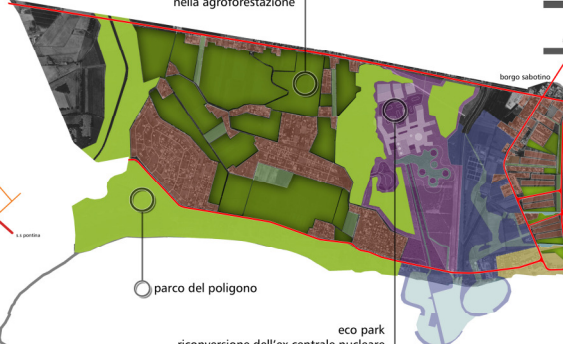 nella agroforestazione
borgo sabotino
s.s pontina
parco del poligono
eco park
riconversione dell'ex centrale nucleare